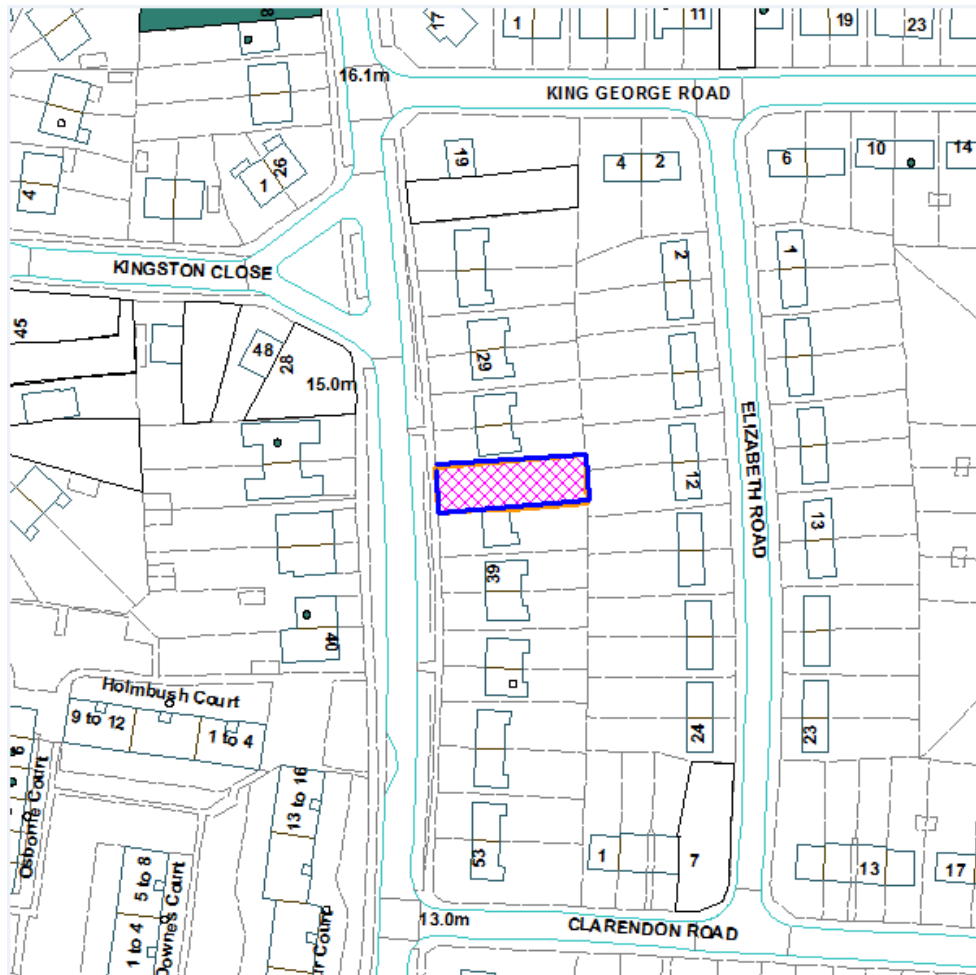 8
17
1
11
19
23
16.1m
KING GEORGE ROAD
26
1
4
19
4
2
6
10
14
KINGSTON CLOSE
2
1
45
48
28
29
15.0m
ELIZABETH ROAD
12
13
39
40
Holmbush Court
9 to 12
1 to 4
6
24
23
Osborne Court
13 to 16
5 to 8
1 to 4
Downes Court
53
1
7
13
17
13.0m
CLARENDON ROAD